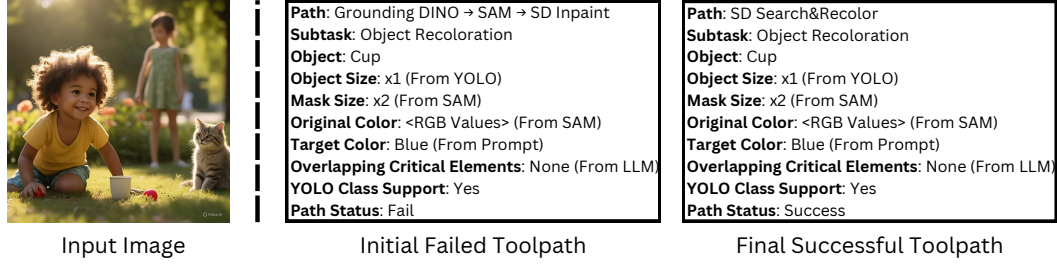 Path: Grounding DINO → SAM → SD Inpaint
Subtask: Object Recoloration
Object: Cup
Object Size: x1 (From YOLO)
Mask Size: x2 (From SAM)
Original Color: <RGB Values> (From SAM)
Target Color: Blue (From Prompt)
Overlapping Critical Elements: None (From LLM)
YOLO Class Support: Yes
Path Status: Fail
Path: SD Search&Recolor
Subtask: Object Recoloration
Object: Cup
Object Size: x1 (From YOLO)
Mask Size: x2 (From SAM)
Original Color: <RGB Values> (From SAM)
Target Color: Blue (From Prompt)
Overlapping Critical Elements: None (From LLM)
YOLO Class Support: Yes
Path Status: Success
Input Image
Initial Failed Toolpath
Final Successful Toolpath